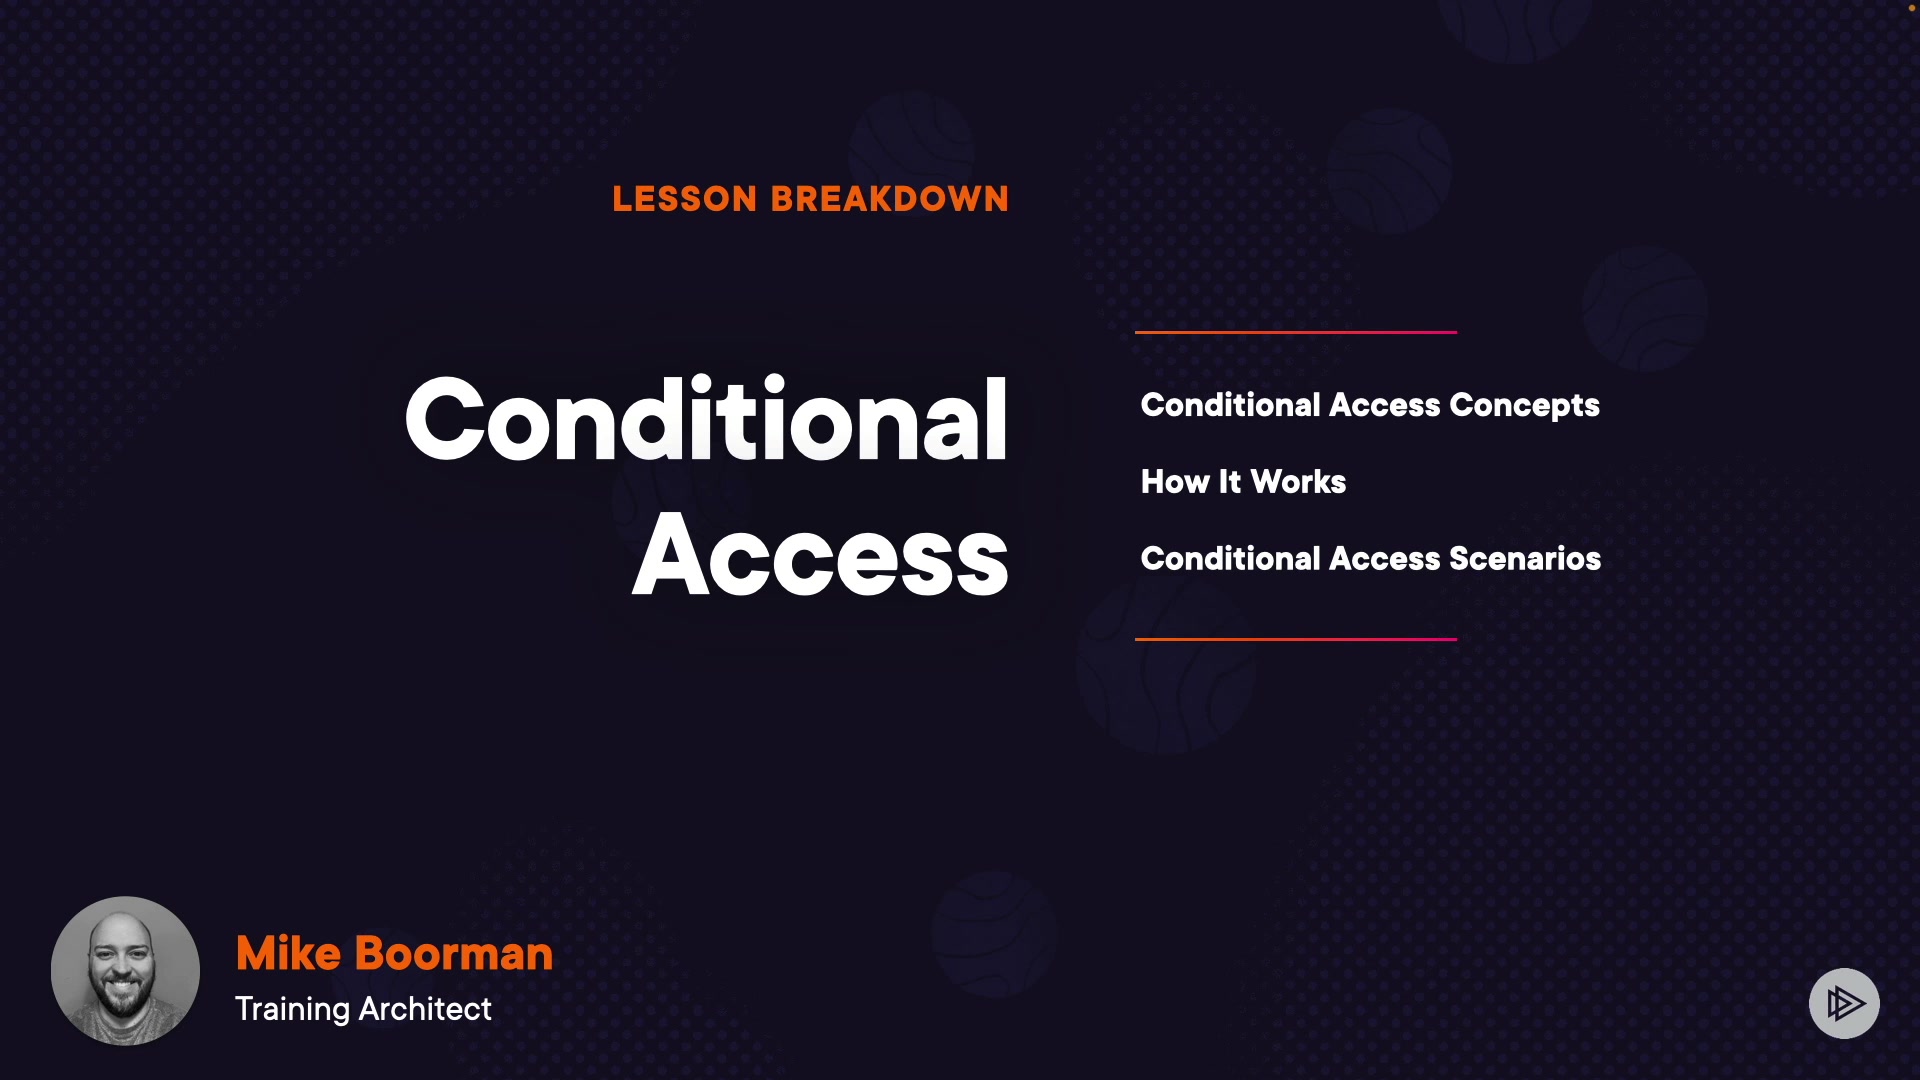 LESSON BREAKDOWN
Conditional
Access
Conditional Access Concepts
How It Works
Conditional Access Scenarios
Mike Boorman
Training Architect